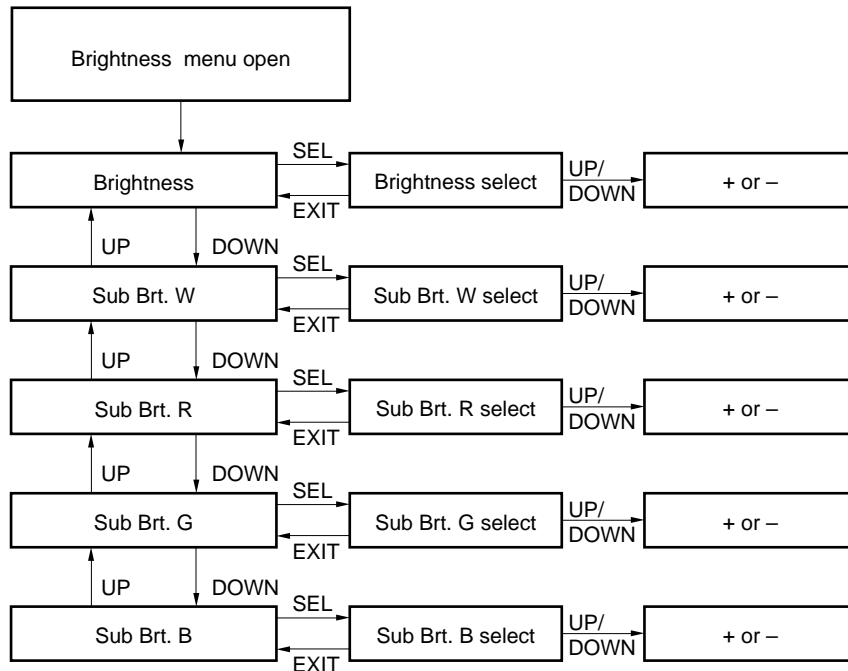 Brightness menu open
SEL
Brightness
Brightness select
UP/
DOWN
+ or –
EXIT
UP
DOWN
SEL
Sub Brt. W
Sub Brt. W select
UP/
DOWN
+ or –
EXIT
UP
DOWN
SEL
Sub Brt. R
Sub Brt. R select
UP/
DOWN
+ or –
EXIT
UP
DOWN
SEL
Sub Brt. G
Sub Brt. G select
UP/
DOWN
+ or –
EXIT
UP
DOWN
SEL
Sub Brt. B
Sub Brt. B select
UP/
DOWN
+ or –
EXIT